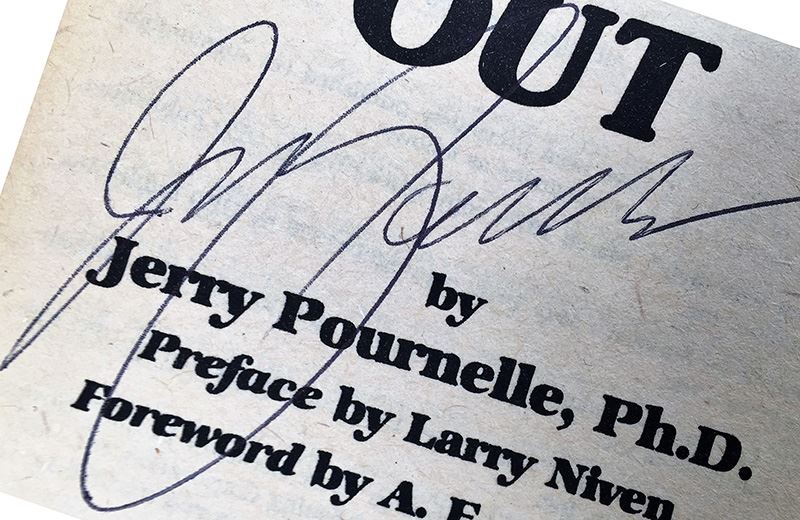 OUT
by
Jerry Pournelle, Ph.D.
Preface by Larry Niven
Foreword by A. E.